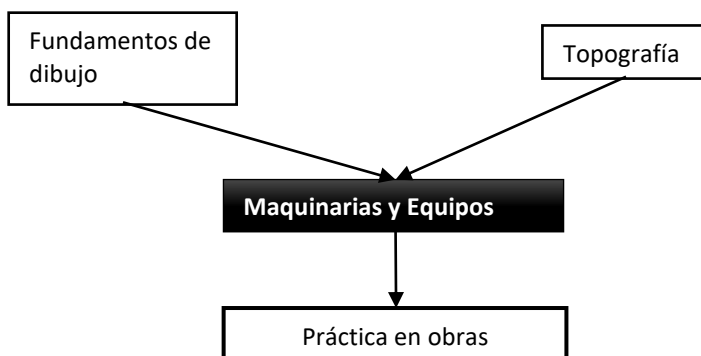 Fundamentos de
dibujo
Topografía
Maquinarias y Equipos
Práctica en obras